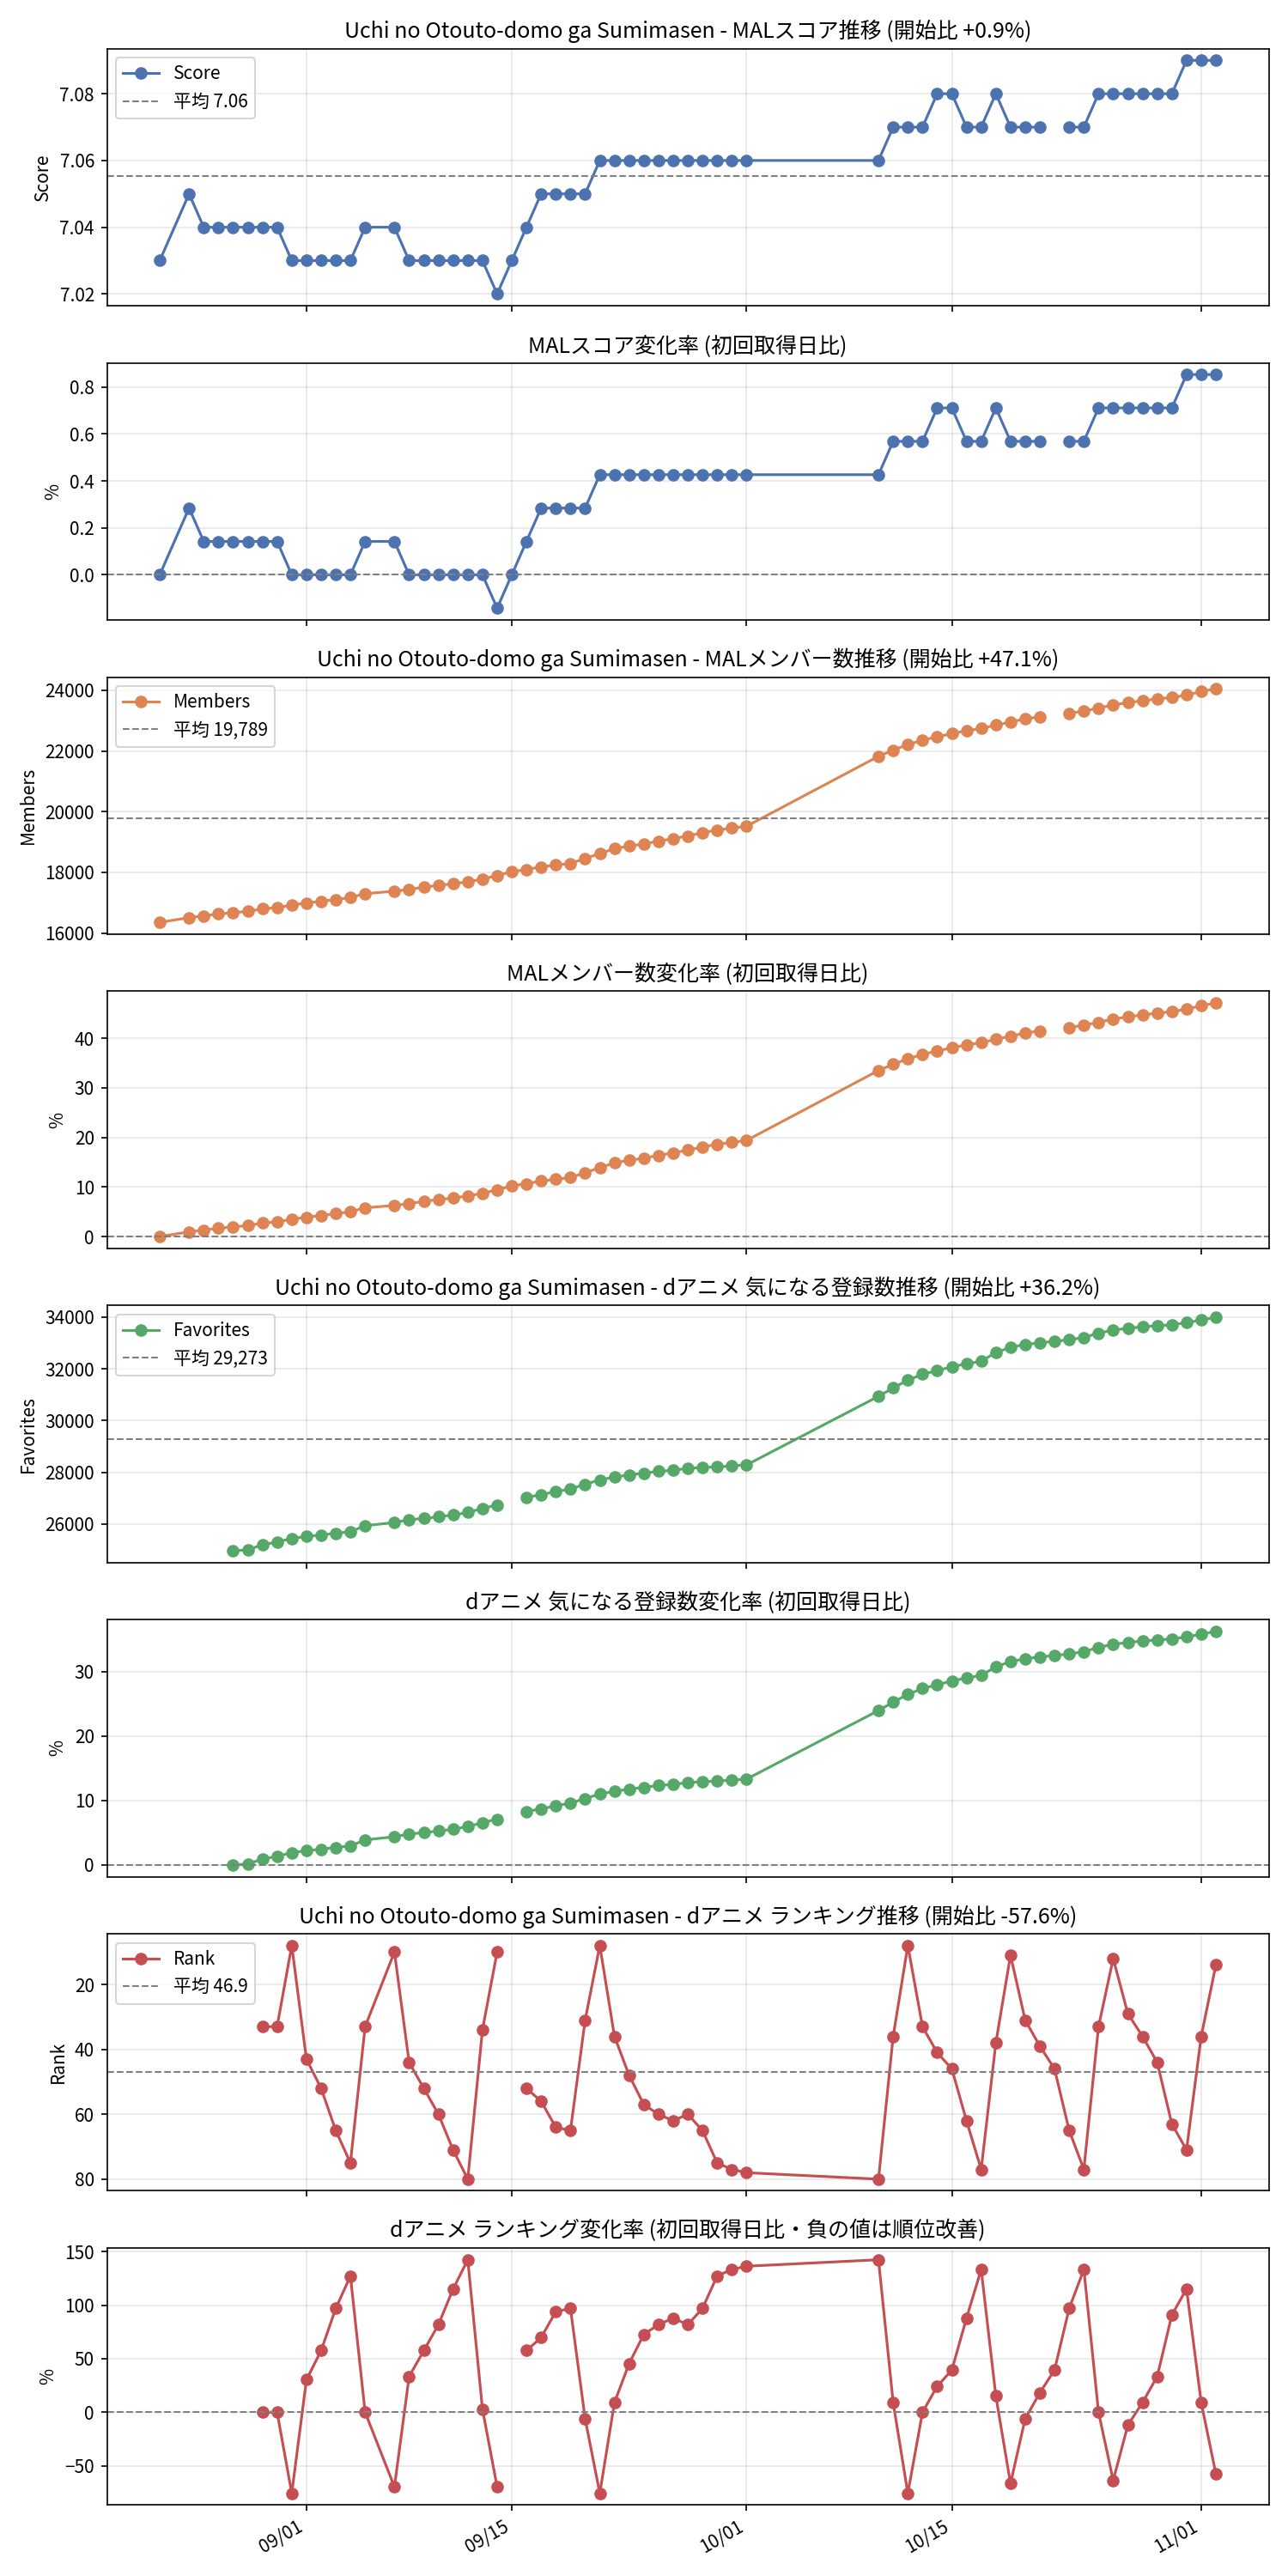 Uchi no Otouto-domo ga Sumimasen - MALスコア推移 (開始比 +0.9%)
Score
平均 7.06
Score
7.08
7.06
7.04
7.02
MALスコア変化率 (初回取得日比)
%
0.8
0.6
0.4
0.2
0.0
Uchi no Otouto-domo ga Sumimasen - MALメンバー数推移 (開始比 +47.1%)
Members
平均 19,789
Members
24000
22000
20000
18000
16000
MALメンバー数変化率 (初回取得日比)
%
40
30
20
10
0
Uchi no Otouto-domo ga Sumimasen - dアニメ 気になる登録数推移 (開始比 +36.2%)
Favorites
平均 29,273
Favorites
34000
32000
30000
28000
26000
dアニメ 気になる登録数変化率 (初回取得日比)
%
30
20
10
0
Uchi no Otouto-domo ga Sumimasen - dアニメ ランキング推移 (開始比 -57.6%)
Rank
平均 46.9
Rank
20
40
60
80
dアニメ ランキング変化率 (初回取得日比・負の値は順位改善)
%
150
100
50
0
−50
09/01
09/15
10/01
10/15
11/01